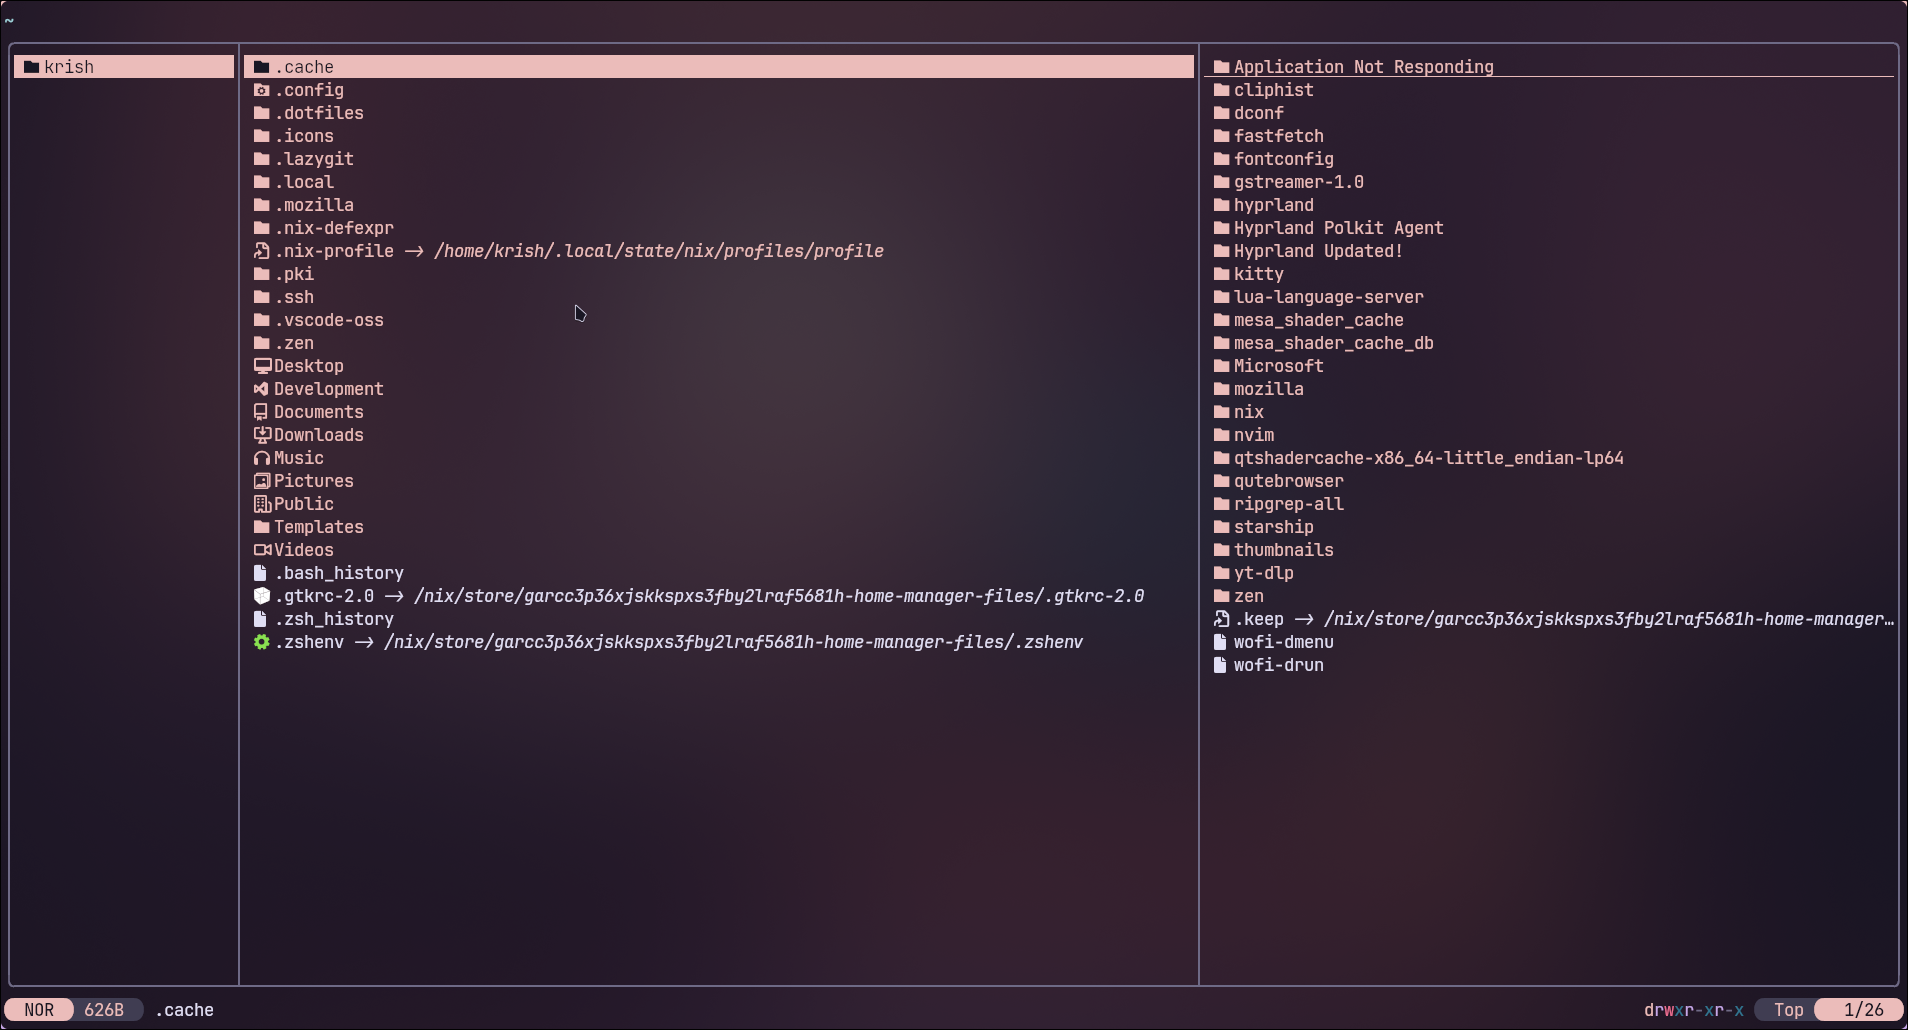 ~
krish
.cache
.config
.dotfiles
.icons
.lazygit
.local
.mozilla
.nix-defexpr
.nix-profile -> /home/krish/.local/state/nix/profiles/profile
.pki
.ssh
.vscode-oss
.zen
Desktop
Development
Documents
Downloads
Music
Pictures
Public
Templates
Videos
.bash_history
.gtkrc-2.0 -> /nix/store/garcc3p36xjskkspxs3fby2lraf5681h-home-manager-files/.gtkrc-2.0
.zsh_history
.zshenv -> /nix/store/garcc3p36xjskkspxs3fby2lraf5681h-home-manager-files/.zshenv
Application Not Responding
cliphist
dconf
fastfetch
fontconfig
gstreamer-1.0
hyprland
Hyprland Polkit Agent
Hyprland Updated!
kitty
lua-language-server
mesa_shader_cache
mesa_shader_cache_db
Microsoft
mozilla
nix
nvim
qtshadercache-x86_64-little_endian-lp64
qutebrowser
ripgrep-all
starship
thumbnails
yt-dlp
zen
.keep -> /nix/store/garcc3p36xjskkspxs3fby2lraf5681h-home-manager…
wofi-dmenu
wofi-drun
NOR 626B .cache drwxr-xr-x Top 1/26